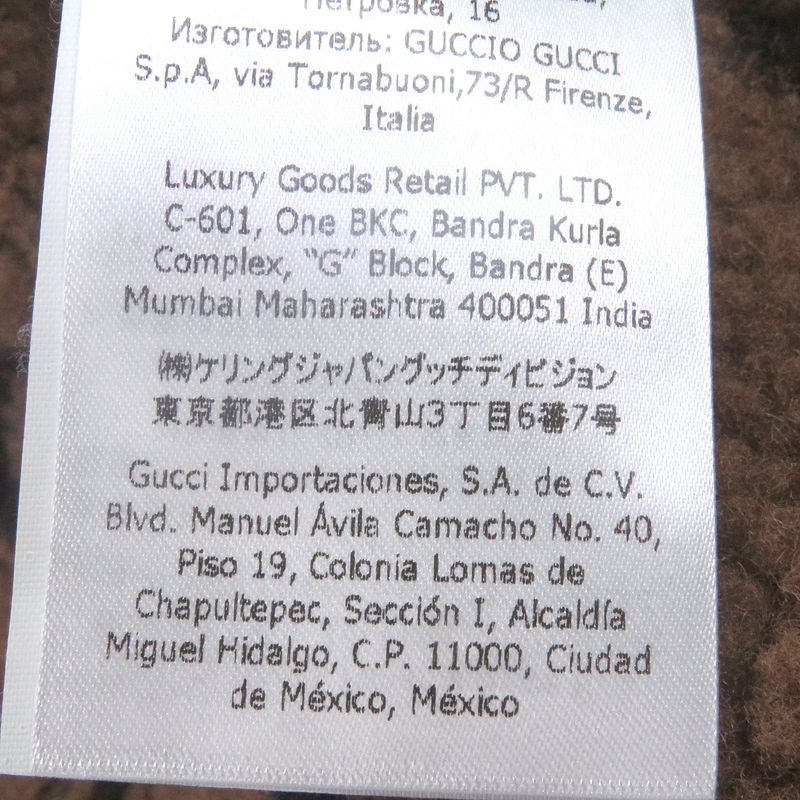 Петровка, 16
Изготовитель: GUCCIO GUCCI
S.p.A, via Tornabuoni,73/R Firenze,
Italia
Luxury Goods Retail PVT. LTD.
C-601, One BKC, Bandra Kurla
Complex, “G” Block, Bandra (E)
Mumbai Maharashtra 400051 India
㈱ケリングジャパングッチディビジョン
東京都港区北青山3丁目6番7号
Gucci Importaciones, S.A. de C.V.
Blvd. Manuel Ávila Camacho No. 40,
Piso 19, Colonia Lomas de
Chapultepec, Sección I, Alcaldía
Miguel Hidalgo, C.P. 11000, Ciudad
de México, México